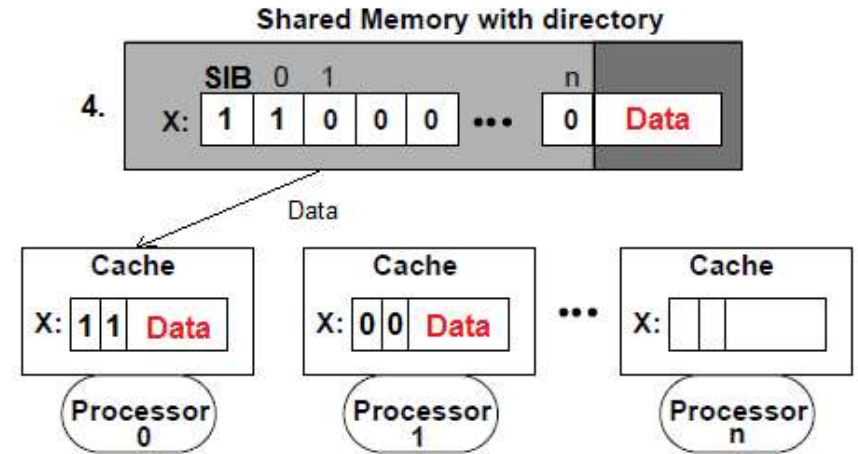 Shared Memory with directory
SIB 0 1 n
4. X: 1 1 0 0 0 ••• 0 Data
Data
Cache Cache Cache
X: 1 1 Data X: 0 0 Data ••• X:
Processor Processor Processor
0 1 n